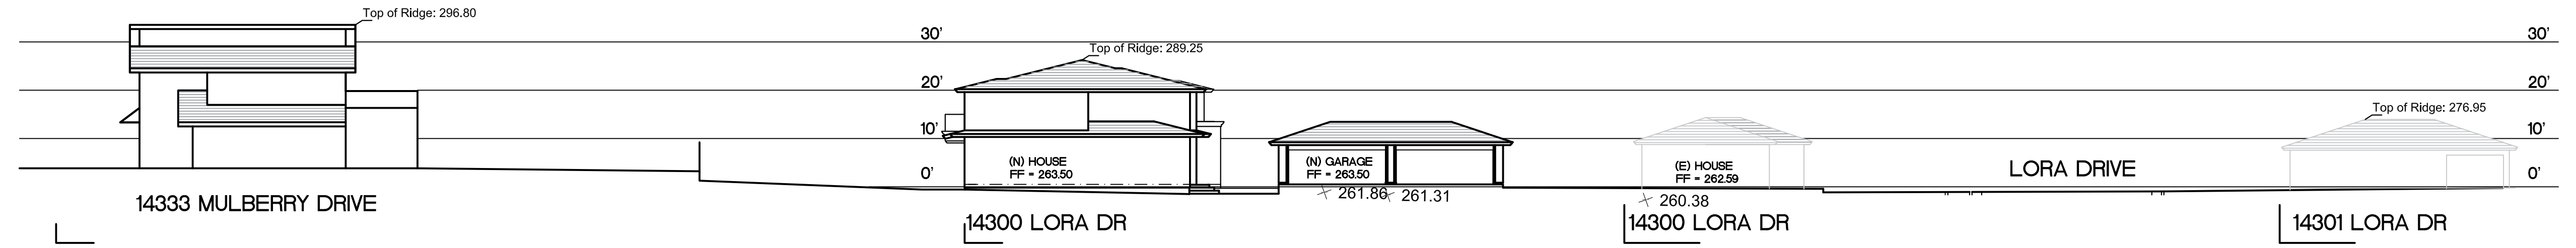 Top of Ridge: 296.80
30'
30'
Top of Ridge: 289.25
20'
20'
Top of Ridge: 276.95
10'
10'
(N) HOUSE
FF = 263.50
(N) GARAGE
FF = 263.50
(E) HOUSE
FF = 262.59
LORA DRIVE
0'
0'
261.86
261.31
260.38
14333 MULBERRY DRIVE
14300 LORA DR
14300 LORA DR
14301 LORA DR